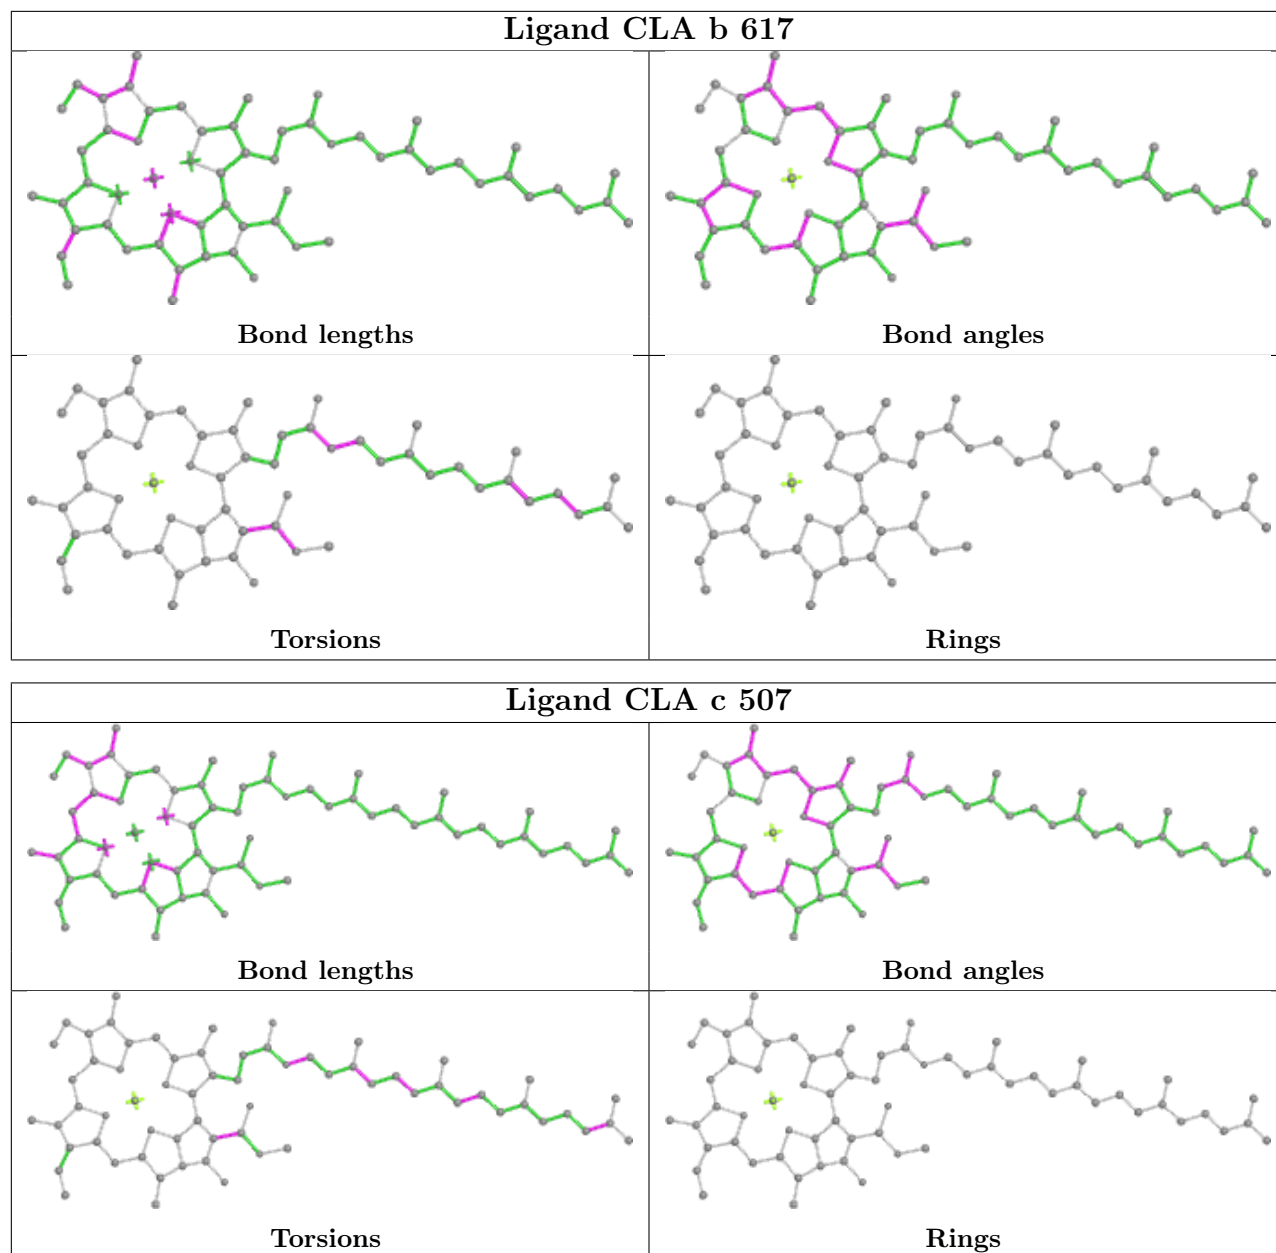 Ligand CLA b 617
Bond lengths
Bond angles
Torsions
Rings
Ligand CLA c 507
Bond lengths
Bond angles
Torsions
Rings